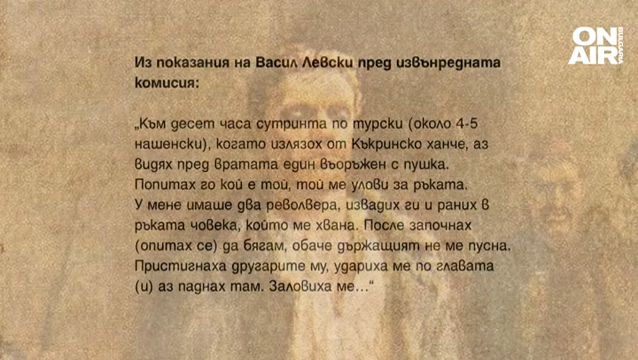 ON
AIR
BULGARIA
Из показания на Васил Левски пред извънредната
комисия:
„Към десет часа сутринта по турски (около 4-5
нашенски), когато излязох от Къкринско ханче, аз
видях пред вратата един въоръжен с пушка.
Попитах го кой е той, той ме улови за ръката.
У мене имаше два револвера, извадих ги и раних в
ръката човека, който ме хвана. После започнах
(опитах се) да бягам, обаче държащият не ме пусна.
Пристигнаха другарите му, удариха ме по главата
(и) аз паднах там. Заловиха ме...“